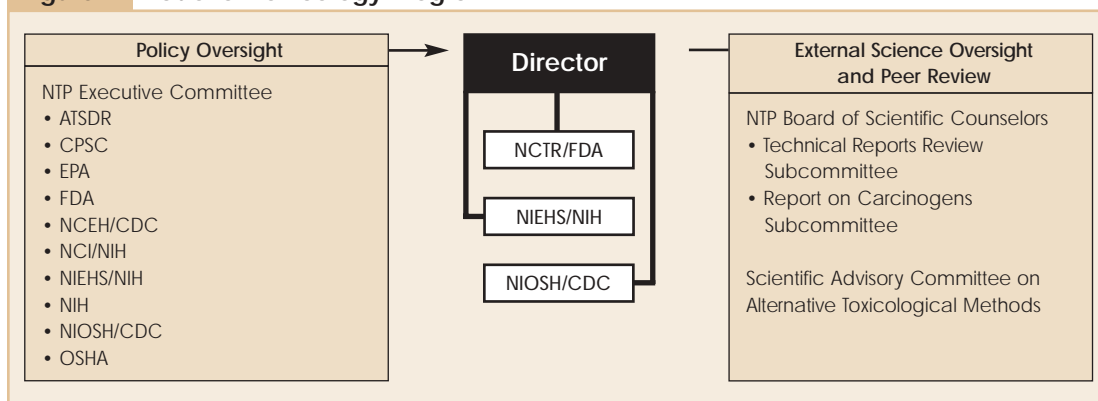 Policy Oversight
NTP Executive Committee
• ATSDR
• CPSC
• EPA
• FDA
• NCEH/CDC
• NCI/NIH
• NIEHS/NIH
• NIH
• NIOSH/CDC
• OSHA
Director
NCTR/FDA
NIEHS/NIH
NIOSH/CDC
External Science Oversight
and Peer Review
NTP Board of Scientific Counselors
• Technical Reports Review
Subcommittee
• Report on Carcinogens
Subcommittee
Scientific Advisory Committee on
Alternative Toxicological Methods